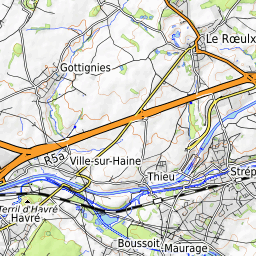 Le Rœulx
Gottignies
R5a
Ville-sur-Haine
Thieu
Strép
Terril d'Havré
Havré
Boussoit
Maurage